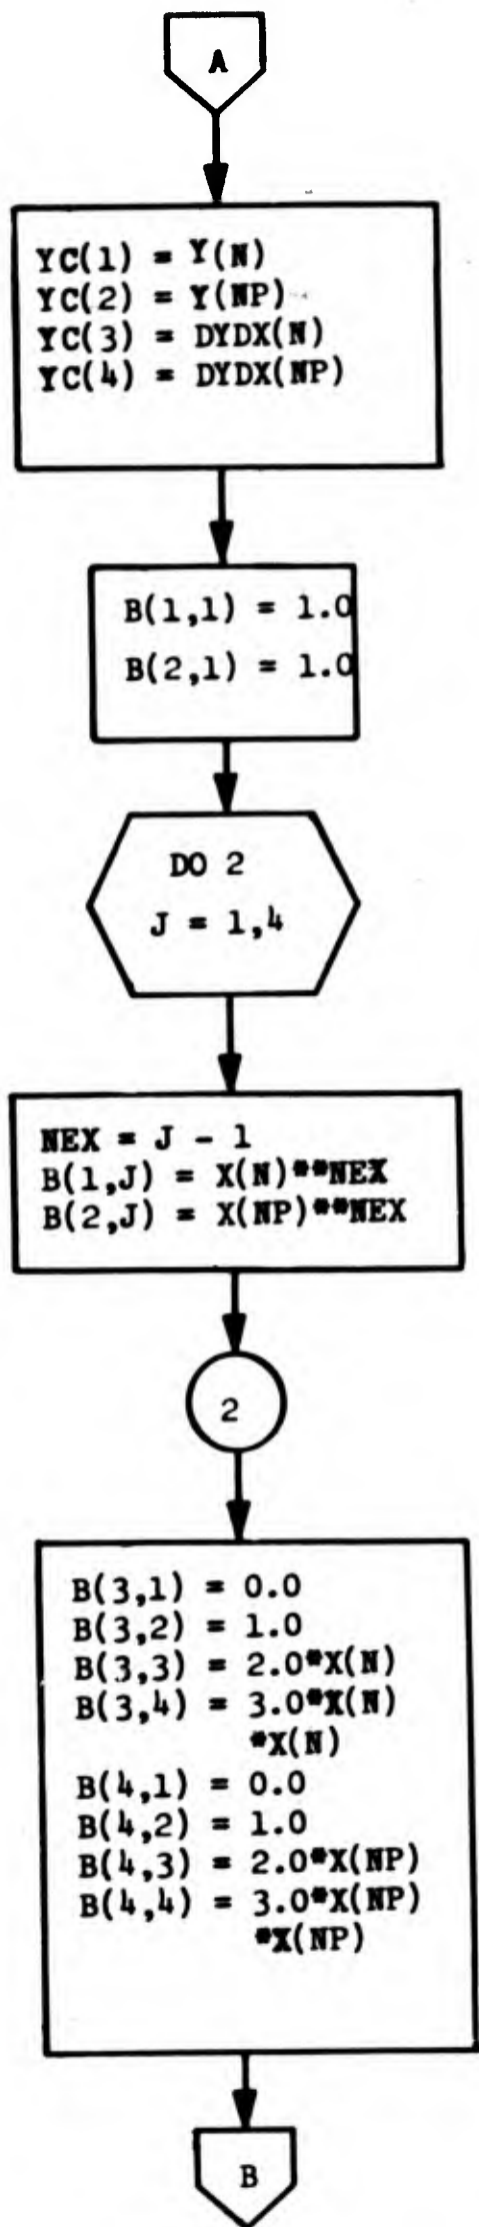 A
YC(1) = Y(N)
YC(2) = Y(NP)
YC(3) = DYDX(N)
YC(4) = DYDX(NP)
B(1,1) = 1.0
B(2,1) = 1.0
DO 2
J = 1,4
NEX = J - 1
B(1,J) = X(N)**NEX
B(2,J) = X(NP)**NEX
2
B(3,1) = 0.0
B(3,2) = 1.0
B(3,3) = 2.0*X(N)
B(3,4) = 3.0*X(N)
*X(N)
B(4,1) = 0.0
B(4,2) = 1.0
B(4,3) = 2.0*X(NP)
B(4,4) = 3.0*X(NP)
*X(NP)
B